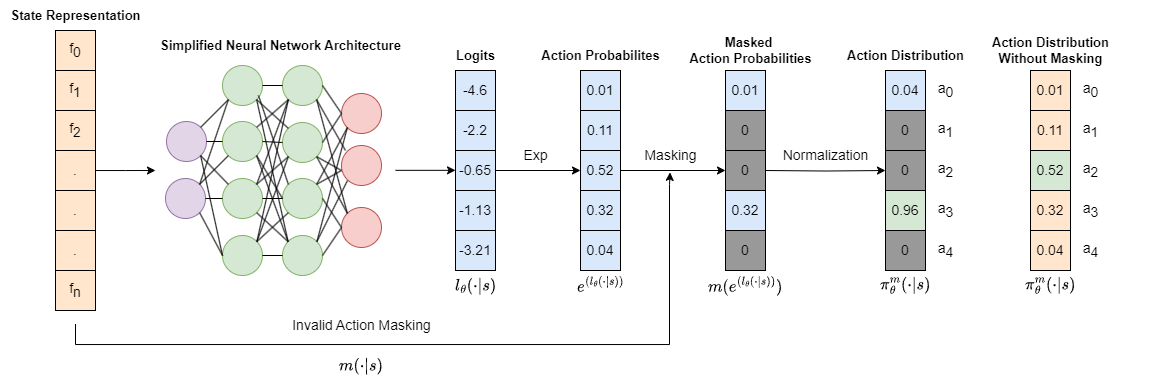 State Representation
f0
f1
f2
.
.
.
fn
Simplified Neural Network Architecture
Logits
-4.6
-2.2
-0.65
-1.13
-3.21
lθ(·|s)
Exp
Action Probabilites
0.01
0.11
0.52
0.32
0.04
e^(lθ(·|s))
Masking
Masked
Action Probabilities
0.01
0
0
0.32
0
m(e^(lθ(·|s)))
Normalization
Action Distribution
0.04 a0
0 a1
0 a2
0.96 a3
0 a4
πθ^m(·|s)
Action Distribution
Without Masking
0.01 a0
0.11 a1
0.52 a2
0.32 a3
0.04 a4
πθ^m(·|s)
Invalid Action Masking
m(·|s)